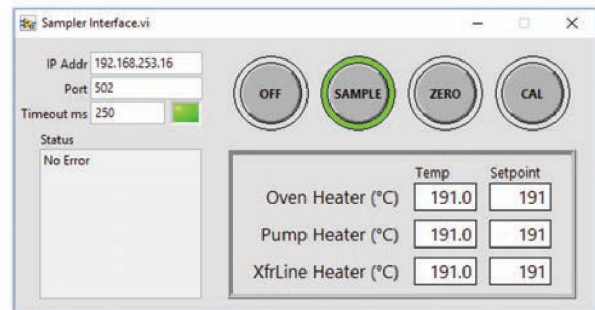 Sampler Interface.vi
IP Addr 192.168.253.16
Port 502
Timeout ms 250
Status
No Error
OFF SAMPLE ZERO CAL
Temp Setpoint
Oven Heater (°C) 191.0 191
Pump Heater (°C) 191.0 191
XfrLine Heater (°C) 191.0 191